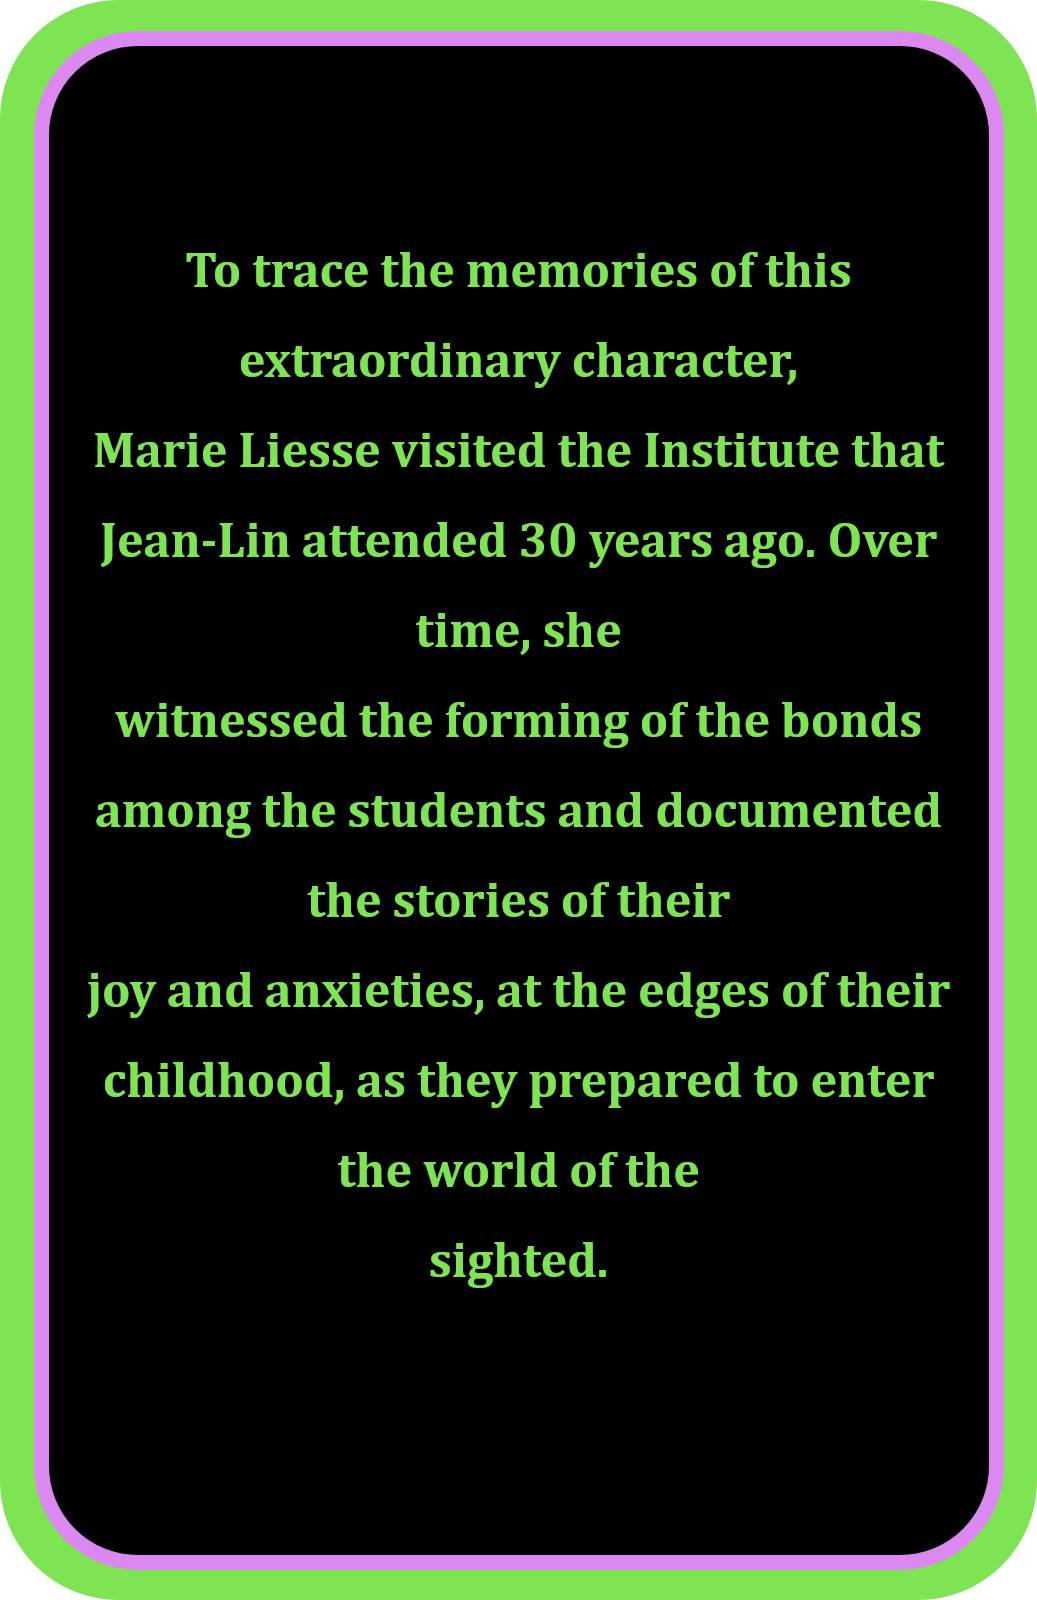 To trace the memories of this
extraordinary character,
Marie Liesse visited the Institute that
Jean-Lin attended 30 years ago. Over
time, she
witnessed the forming of the bonds
among the students and documented
the stories of their
joy and anxieties, at the edges of their
childhood, as they prepared to enter
the world of the
sighted.